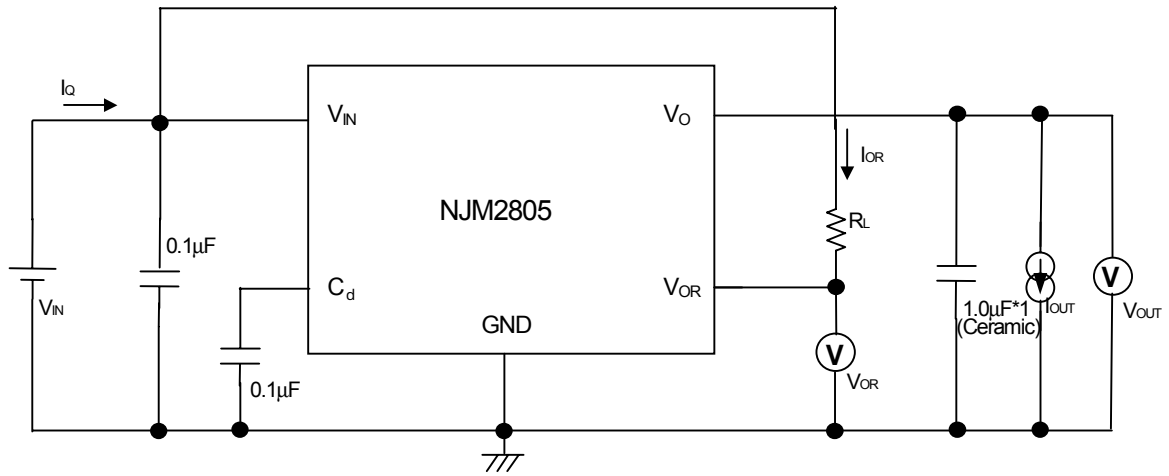 IQ
VIN
VO
IOR
NJM2805
RL
0.1μF
Cd
VOR
VIN
GND
1.0μF*1
(Ceramic)
IOUT
V
VOUT
0.1μF
V
VOR